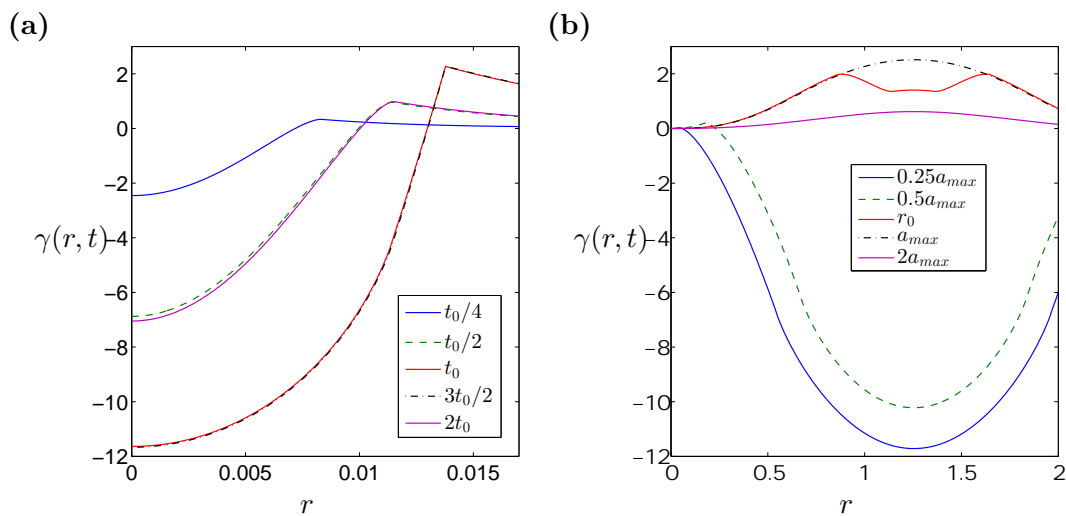 (a)
2
0
−2
−4
γ(r, t)
−6
−8
−10
−12
0
0.005
0.01
0.015
r
t₀/4
t₀/2
t₀
3t₀/2
2t₀
(b)
2
0
−2
−4
γ(r, t)
−6
−8
−10
−12
0
0.5
1
1.5
2
r
0.25aₘₐₓ
0.5aₘₐₓ
r₀
aₘₐₓ
2aₘₐₓ